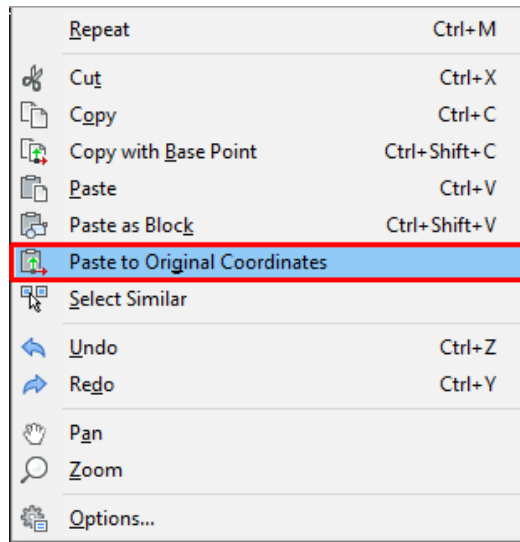 Repeat Ctrl+M
Cut Ctrl+X
Copy Ctrl+C
Copy with Base Point Ctrl+Shift+C
Paste Ctrl+V
Paste as Block Ctrl+Shift+V
Paste to Original Coordinates
Select Similar
Undo Ctrl+Z
Redo Ctrl+Y
Pan
Zoom
Options...